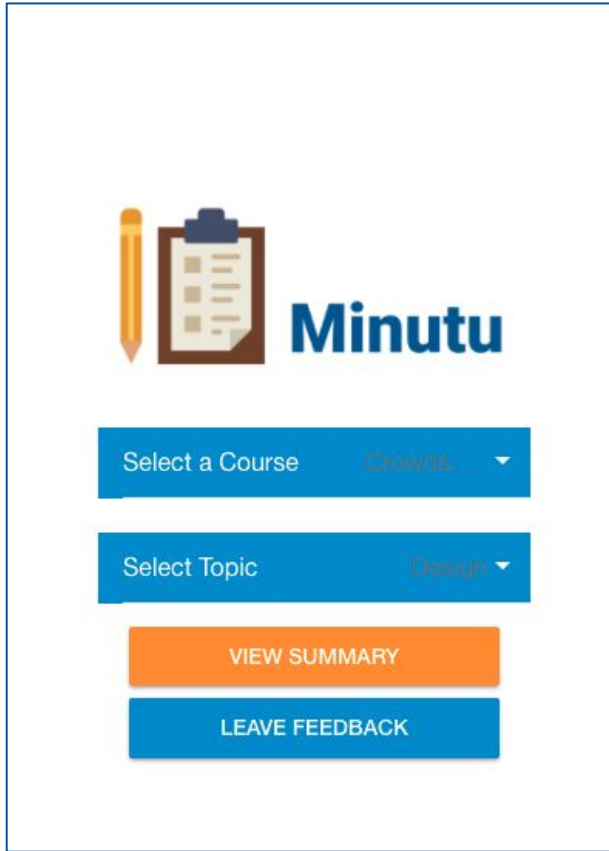 Minutu
Select a Course Crowds...
Select Topic Design
VIEW SUMMARY
LEAVE FEEDBACK